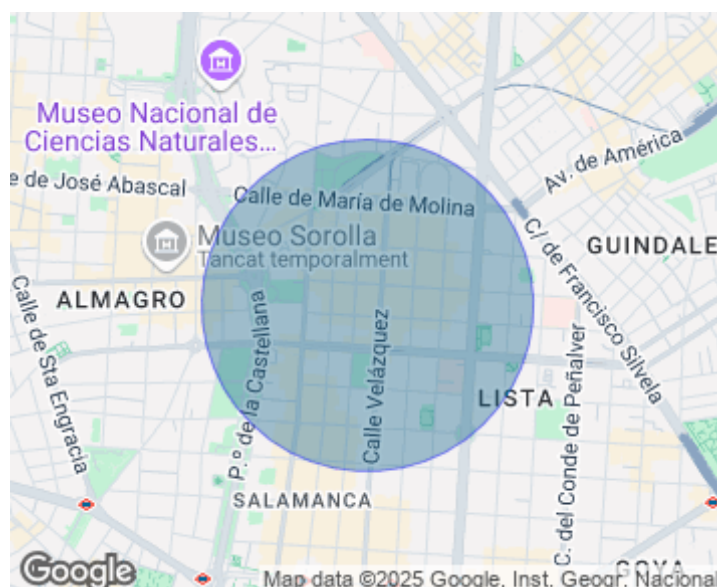 Museo Nacional de
Ciencias Naturales...
e de José Abascal
Calle de María de Molina
Av. de América
Museo Sorolla
Tancat temporalment
C/ de Francisco Silvela
GUINDALE
ALMAGRO
Calle de Sta Engracia
P.º de la Castellana
Calle Velázquez
LISTA
C. del Conde de Peñalver
SALAMANCA
GOYA
Google
Map data ©2025 Google, Inst. Geogr. Nacional